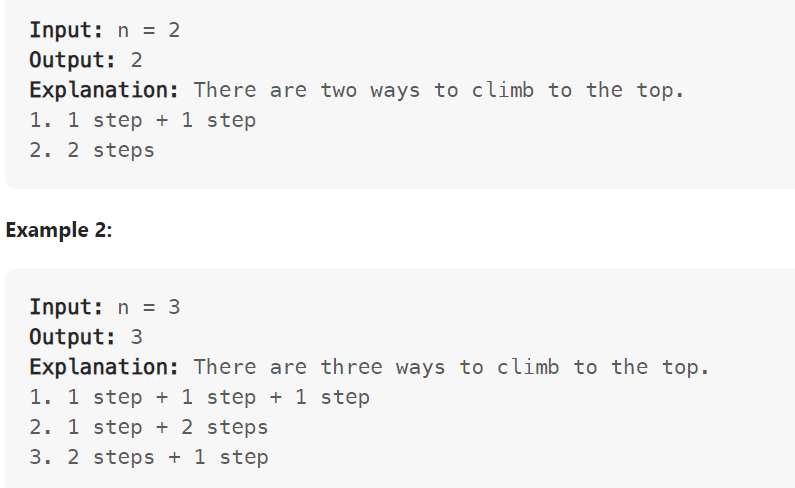 Input: n = 2
Output: 2
Explanation: There are two ways to climb to the top.
1. 1 step + 1 step
2. 2 steps
Example 2:
Input: n = 3
Output: 3
Explanation: There are three ways to climb to the top.
1. 1 step + 1 step + 1 step
2. 1 step + 2 steps
3. 2 steps + 1 step